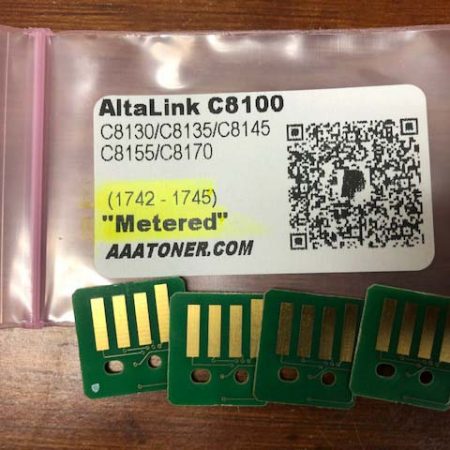 AltaLink C8100
C8130/C8135/C8145
C8155/C8170
(1742 - 1745)
"Metered"
AAATONER.COM